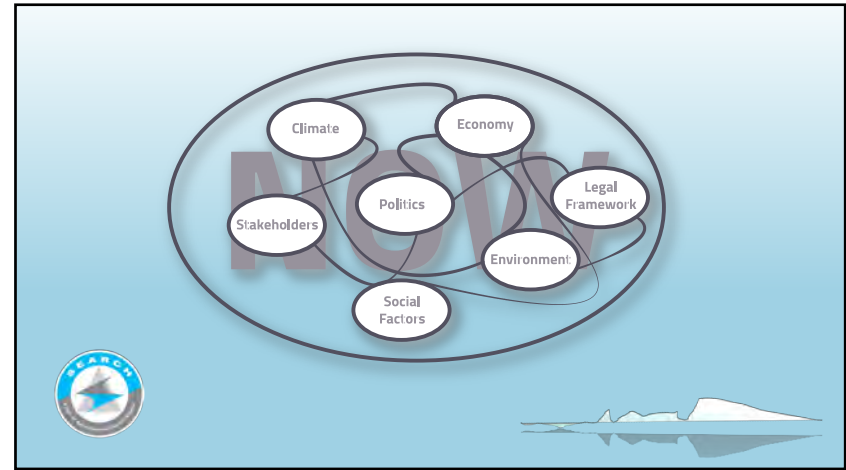 NOW
Climate
Economy
Legal
Framework
Politics
Stakeholders
Environment
Social
Factors
SEARCH